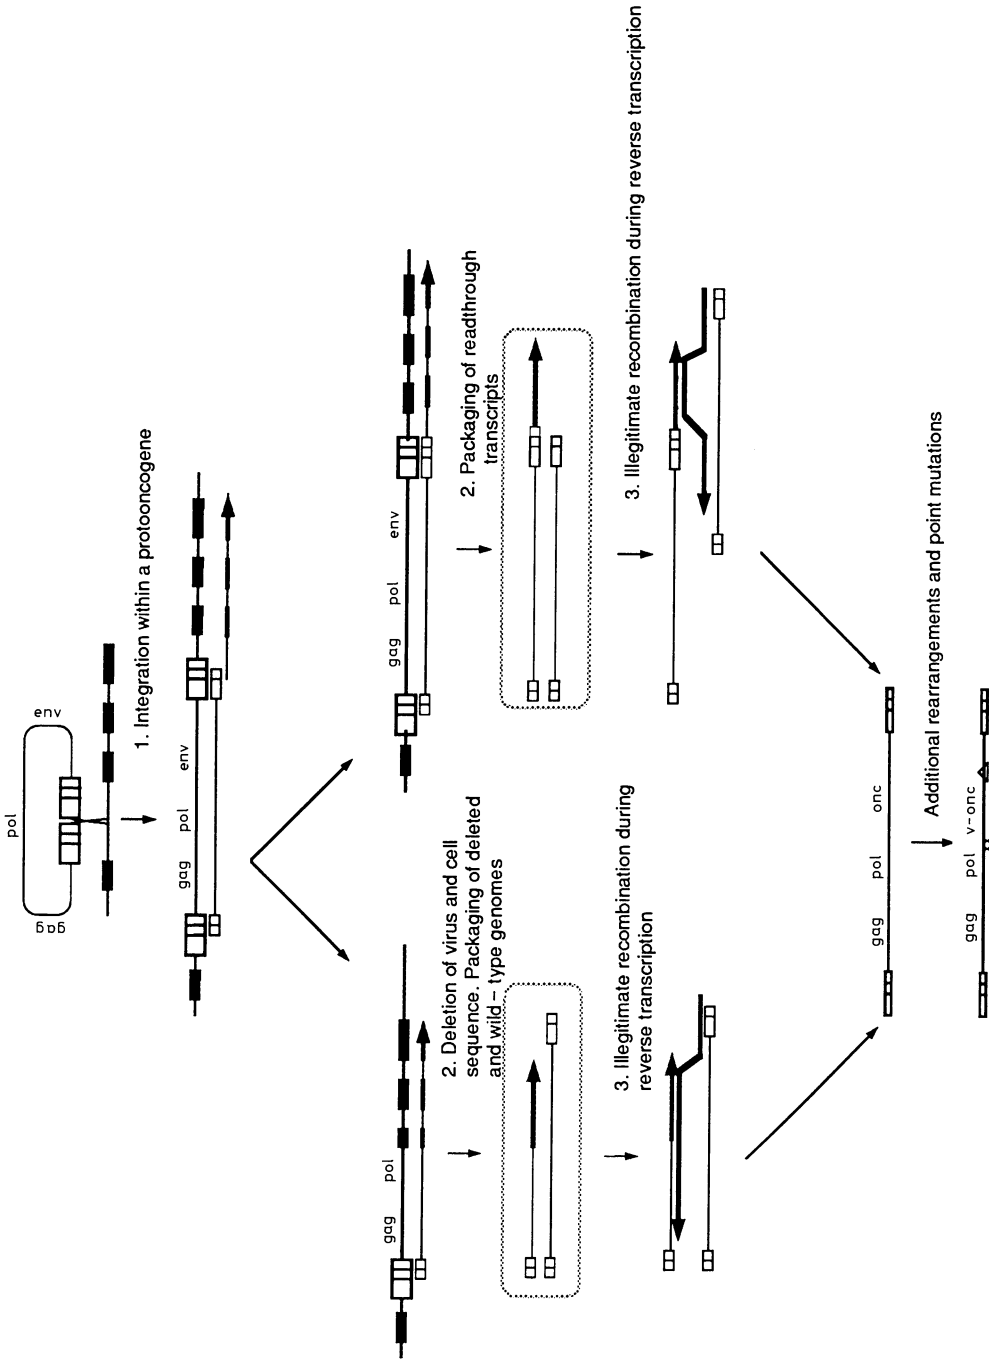 pol
gag
env
1. Integration within a protooncogene
gag pol env
gag pol
2. Deletion of virus and cell
sequence. Packaging of deleted
and wild – type genomes
3. Illegitimate recombination during
reverse transcription
gag pol env
2. Packaging of readthrough
transcripts
3. Illegitimate recombination during reverse transcription
gag pol onc
Additional rearrangements and point mutations
gag pol v-onc